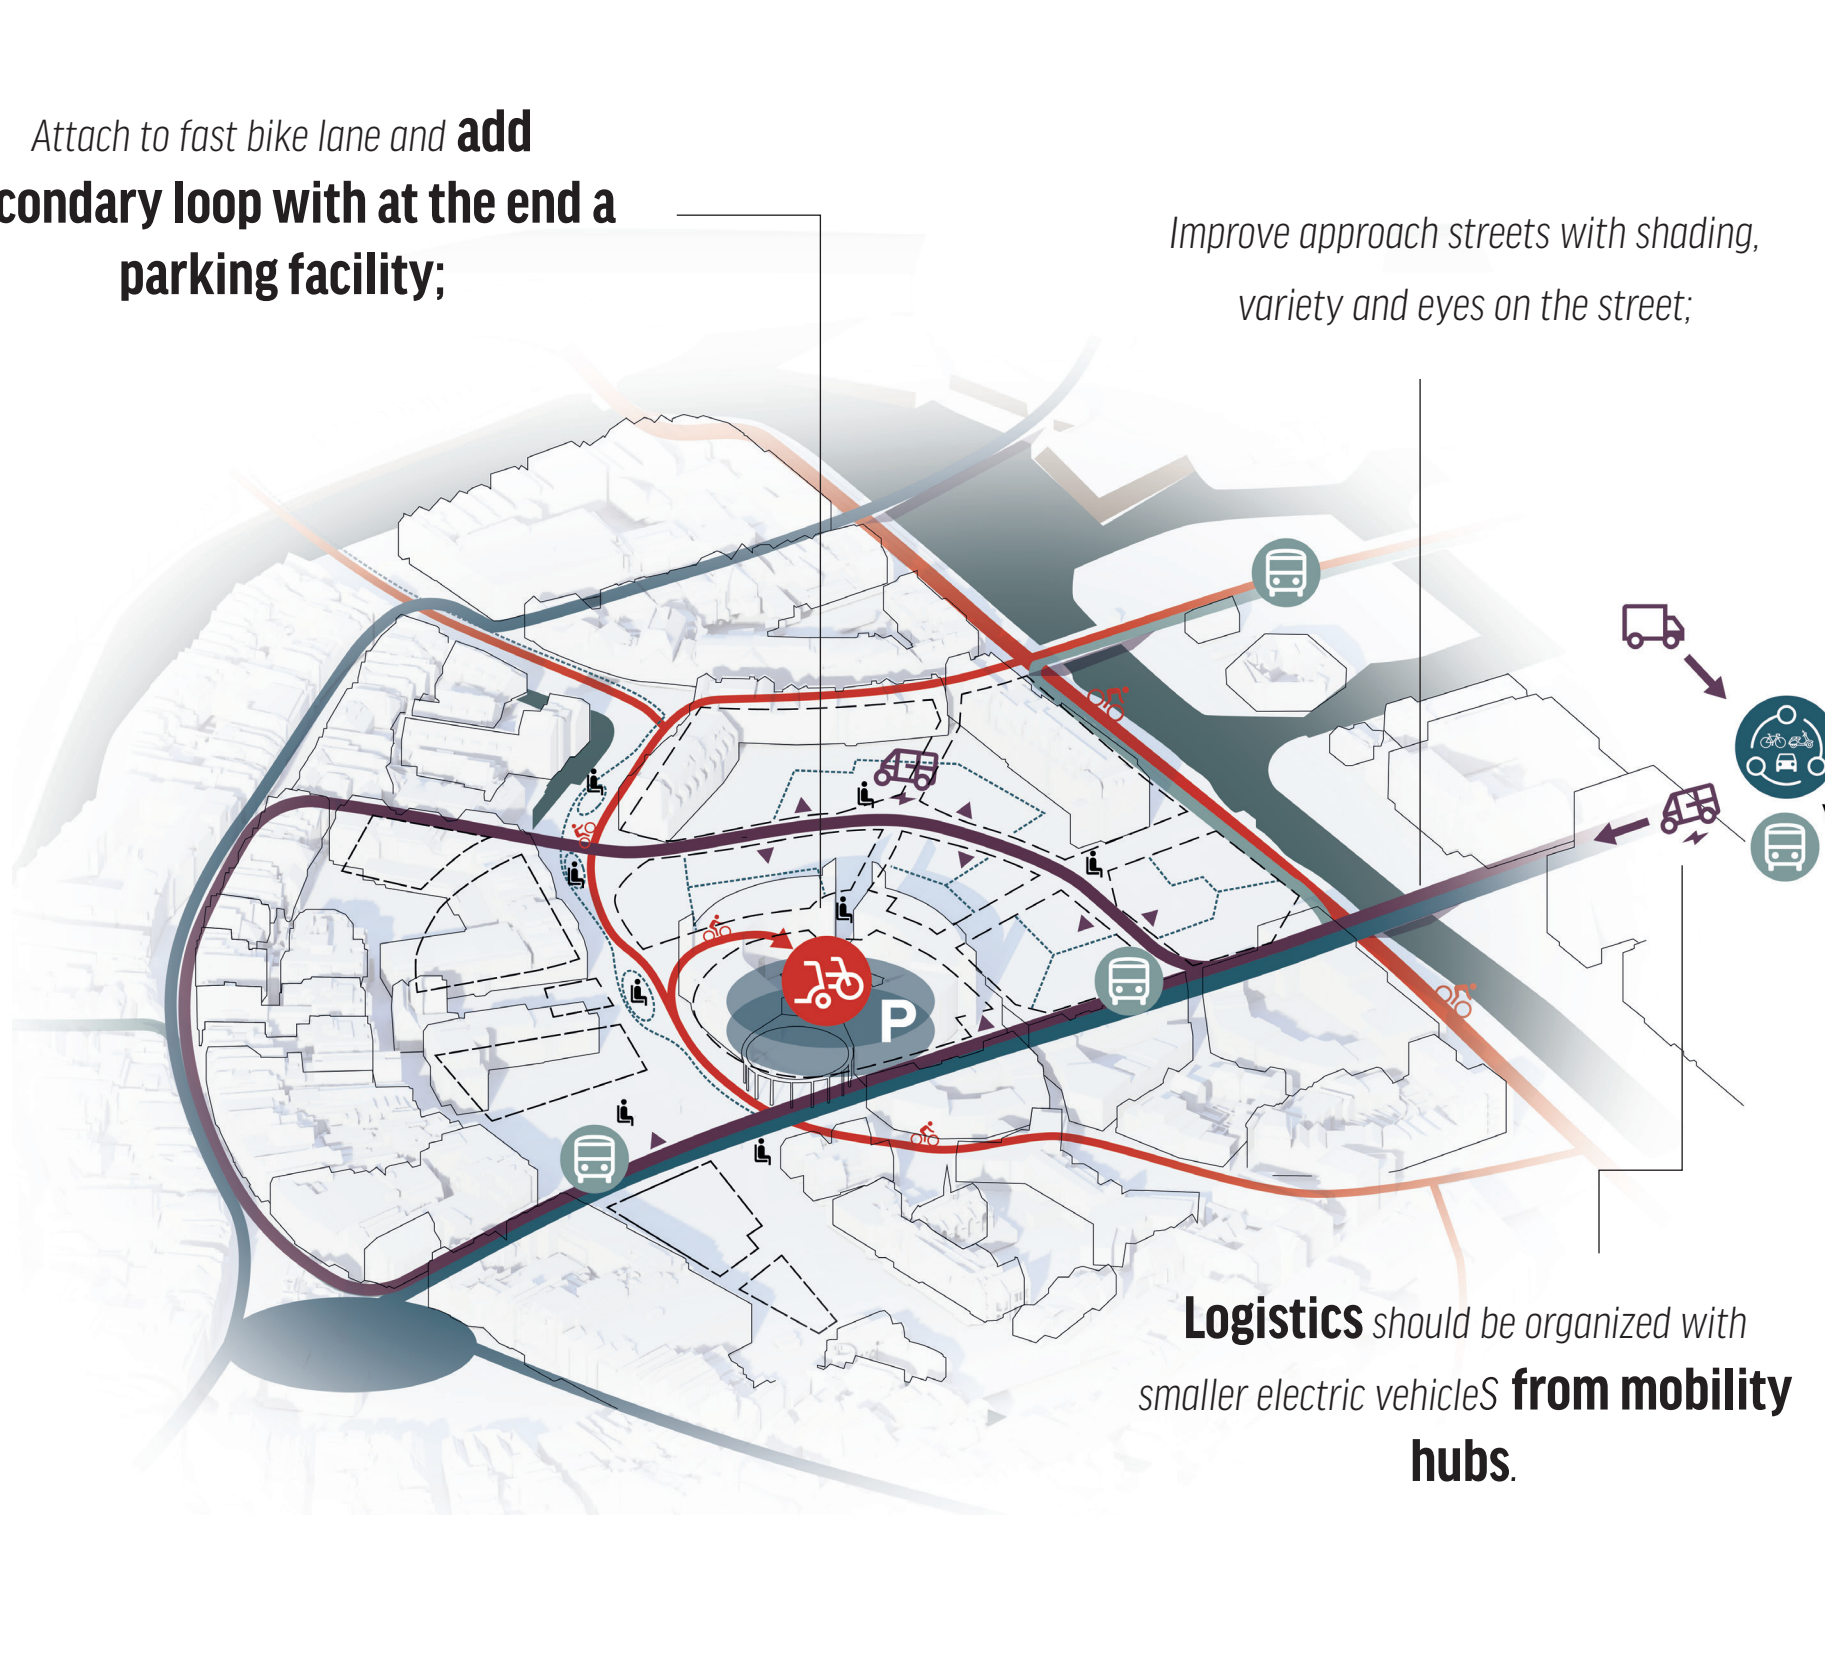 Attach to fast bike lane and add
condary loop with at the end a
parking facility;
Improve approach streets with shading,
variety and eyes on the street;
P
Logistics should be organized with
smaller electric vehicleS from mobility
hubs.